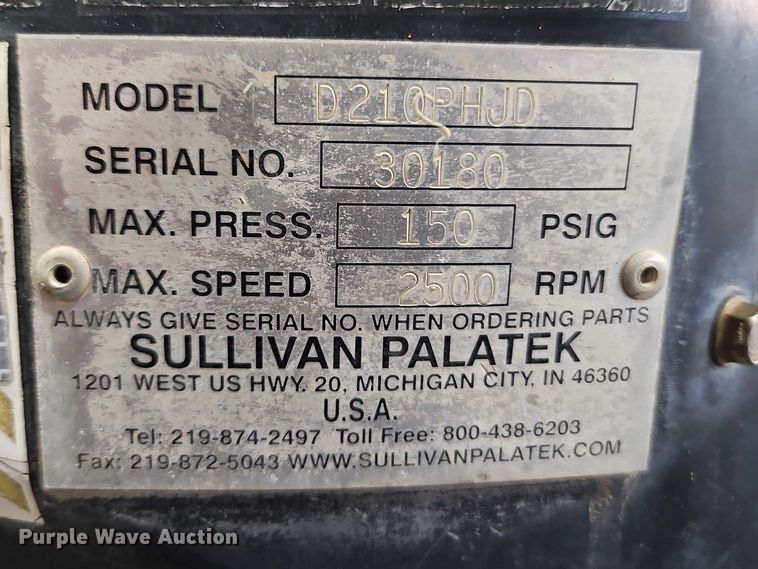 MODEL D210PHJD
SERIAL NO. 30180
MAX. PRESS. 150 PSIG
MAX. SPEED 2500 RPM
ALWAYS GIVE SERIAL NO. WHEN ORDERING PARTS
SULLIVAN PALATEK
1201 WEST US HWY. 20, MICHIGAN CITY, IN 46360
U.S.A.
Tel: 219-874-2497 Toll Free: 800-438-6203
Fax: 219-872-5043 WWW.SULLIVANPALATEK.COM
Purple Wave Auction